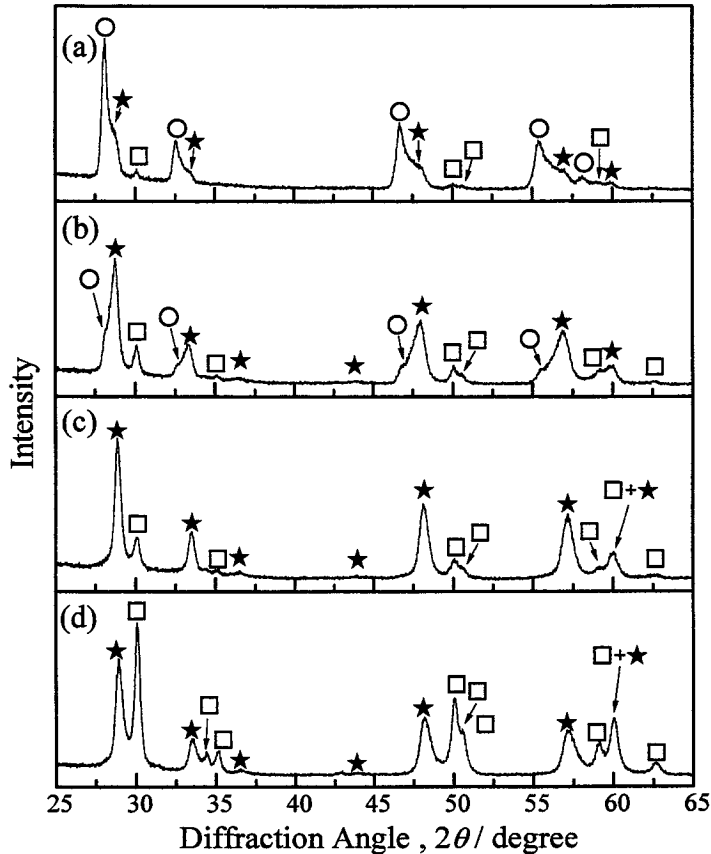 (a)
(b)
Intensity
(c)
(d)
25 30 35 40 45 50 55 60 65
Diffraction Angle , 2θ / degree